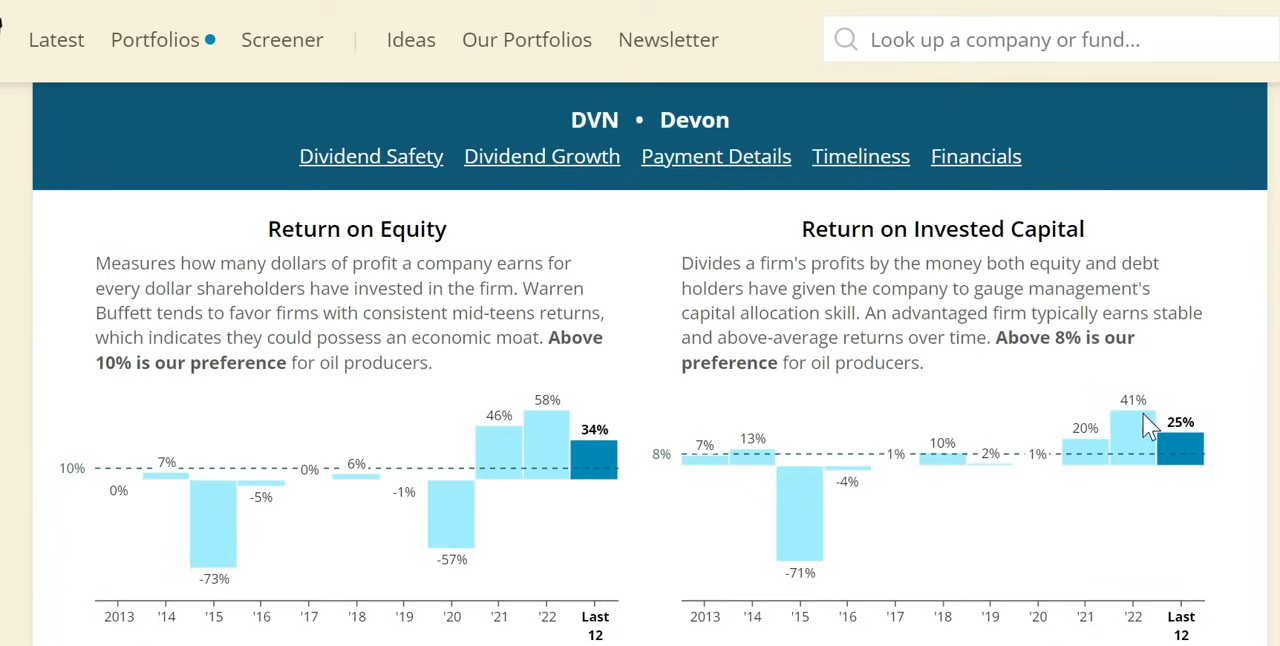 Latest Portfolios Screener | Ideas Our Portfolios Newsletter Look up a company or fund...
DVN • Devon
Dividend Safety Dividend Growth Payment Details Timeliness Financials
Return on Equity
Measures how many dollars of profit a company earns for
every dollar shareholders have invested in the firm. Warren
Buffett tends to favor firms with consistent mid-teens returns,
which indicates they could possess an economic moat. Above
10% is our preference for oil producers.
58%
46%
34%
10%
7%
0%
6%
0%
-5%
-1%
-57%
-73%
2013 '14 '15 '16 '17 '18 '19 '20 '21 '22 Last
12
Return on Invested Capital
Divides a firm's profits by the money both equity and debt
holders have given the company to gauge management's
capital allocation skill. An advantaged firm typically earns stable
and above-average returns over time. Above 8% is our
preference for oil producers.
41%
25%
20%
8%
7%
13%
1%
10%
2%
1%
-4%
-71%
2013 '14 '15 '16 '17 '18 '19 '20 '21 '22 Last
12